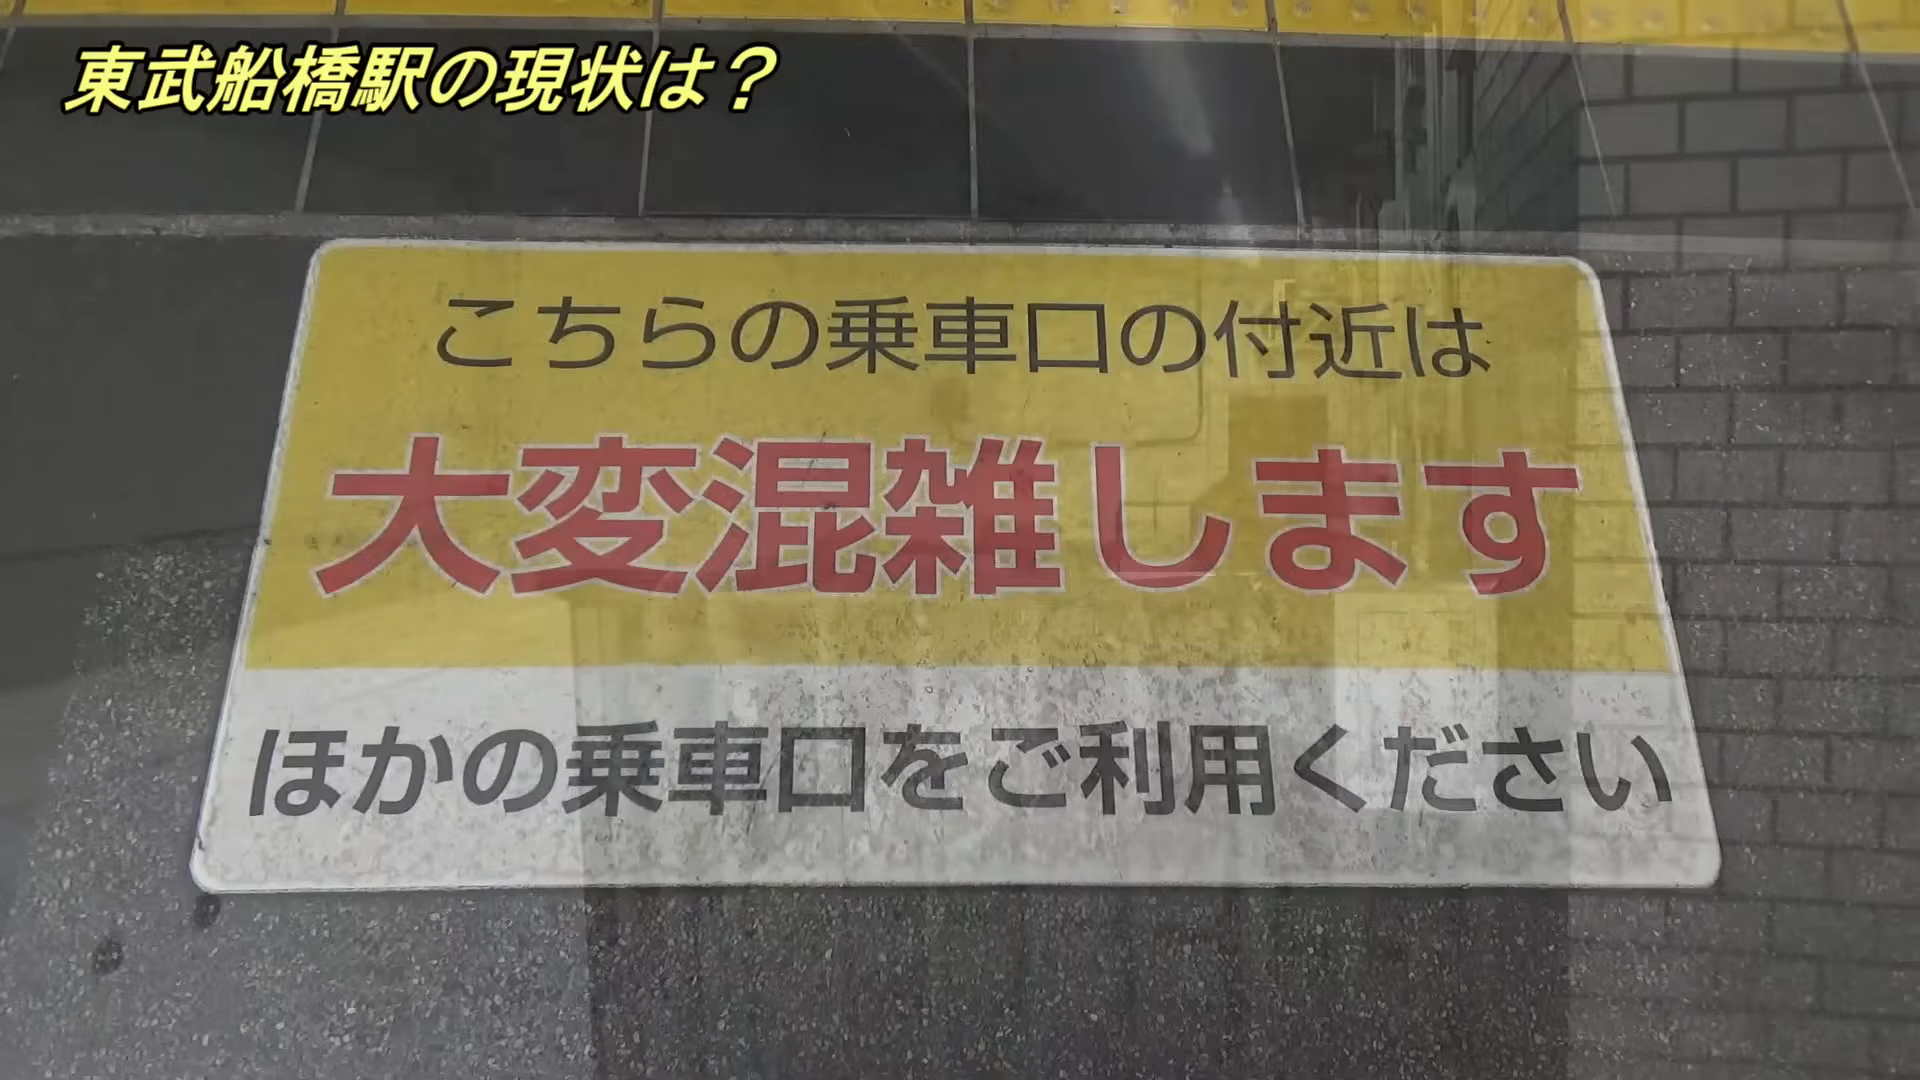 東武船橋駅の現状は？
こちらの乗車口の付近は
大変混雑します
ほかの乗車口をご利用ください